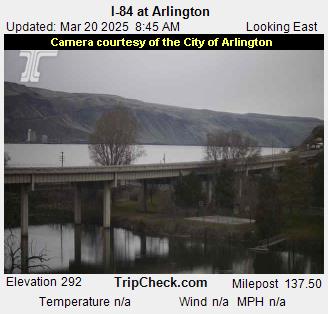 I-84 at Arlington
Updated: Mar 20 2025 8:45 AM Looking East
Camera courtesy of the City of Arlington
Elevation 292 TripCheck.com Milepost 137.50
Temperature n/a Wind n/a MPH n/a